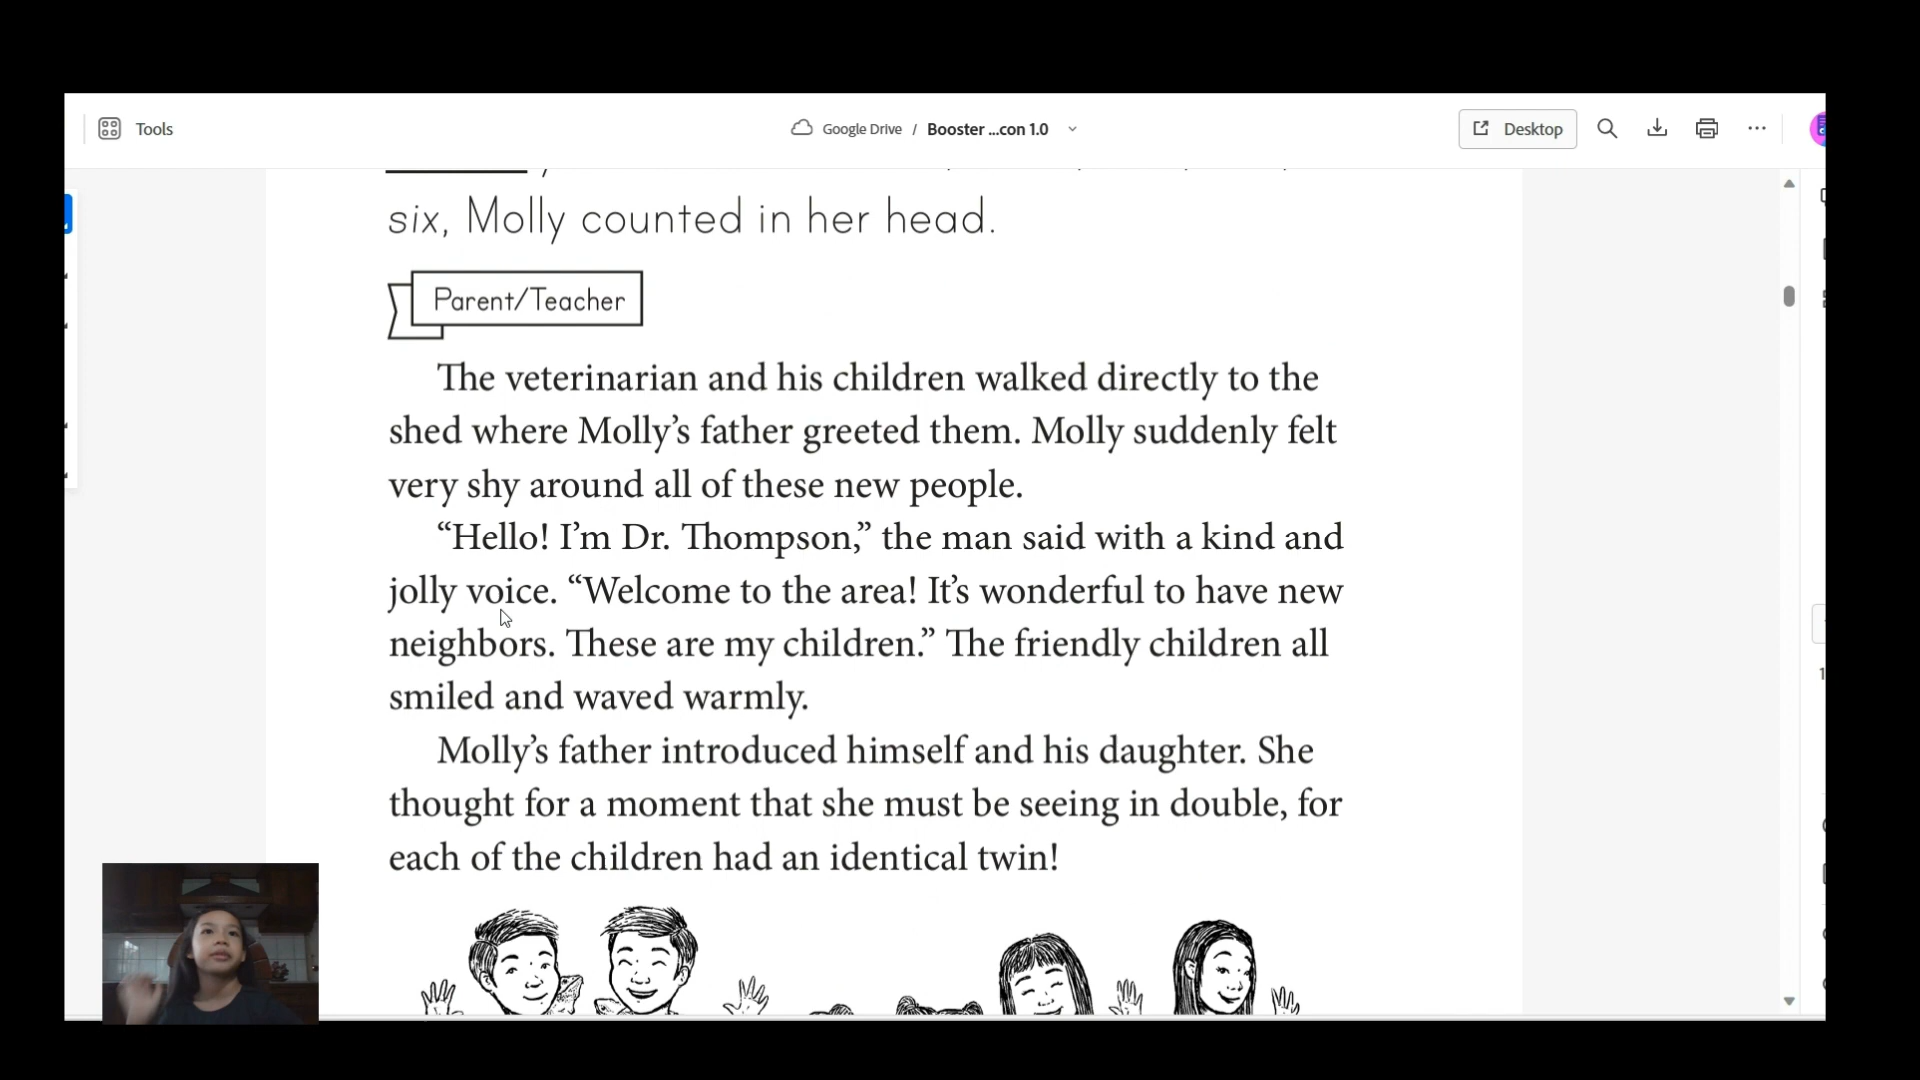 Tools
Google Drive / Booster ...con 1.0
Desktop
six, Molly counted in her head.
Parent/Teacher
The veterinarian and his children walked directly to the
shed where Molly’s father greeted them. Molly suddenly felt
very shy around all of these new people.
“Hello! I’m Dr. Thompson,” the man said with a kind and
jolly voice. “Welcome to the area! It’s wonderful to have new
neighbors. These are my children.” The friendly children all
smiled and waved warmly.
Molly’s father introduced himself and his daughter. She
thought for a moment that she must be seeing in double, for
each of the children had an identical twin!